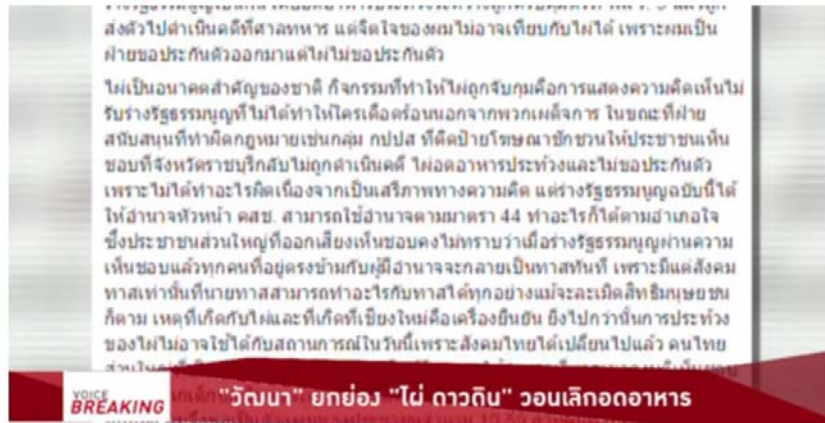 ส่งตัวไปดำเนินคดีที่ศาลทหาร แต่จิตใจของผมไม่อาจเทียบกับไผ่ได้ เพราะผมเป็น
ฝ่ายขอประกันตัวออกมาแต่ไผ่ไม่ขอประกันตัว
ไผ่เป็นอนาคตสำคัญของชาติ กิจกรรมที่ทำให้ไผ่ถูกจับกุมคือการแสดงความคิดเห็นไม่
รับร่างรัฐธรรมนูญที่ไม่ได้ทำให้ใครเดือดร้อนนอกจากพวกเผด็จการ ในขณะที่ฝ่าย
สนับสนุนที่ทำผิดกฎหมายเช่นกลุ่ม กปปส ที่ติดป้ายโฆษณาชักชวนให้ประชาชนเห็น
ชอบที่จังหวัดราชบุรีกลับไม่ถูกดำเนินคดี ไผ่อดอาหารประท้วงและไม่ขอประกันตัว
เพราะไม่ได้ทำอะไรผิดเนื่องจากเป็นเสรีภาพทางความคิด แต่ร่างรัฐธรรมนูญฉบับนี้ได้
ให้อำนาจหัวหน้า คสช. สามารถใช้อำนาจตามมาตรา 44 ทำอะไรก็ได้ตามอำเภอใจ
ซึ่งประชาชนส่วนใหญ่ที่ออกเสียงเห็นชอบคงไม่ทราบว่าเมื่อร่างรัฐธรรมนูญผ่านความ
เห็นชอบแล้วทุกคนที่อยู่ตรงข้ามกับผู้มีอำนาจจะกลายเป็นทาสทันที เพราะมีแต่สังคม
ทาสเท่านั้นที่นายทาสสามารถทำอะไรกับทาสได้ทุกอย่างแม้จะละเมิดสิทธิมนุษยชน
ก็ตาม เหตุที่เกิดกับไผ่และที่เกิดที่เชียงใหม่คือเครื่องยืนยัน ยิ่งไปกว่านั้นการประท้วง
ของไผ่ไม่อาจใช้ได้กับสถานการณ์ในวันนี้เพราะสังคมไทยได้เปลี่ยนไปแล้ว คนไทย
VOICE
BREAKING
"วัฒนา" ยกย่อง "ไผ่ ดาวดิน" วอนเลิกอดอาหาร